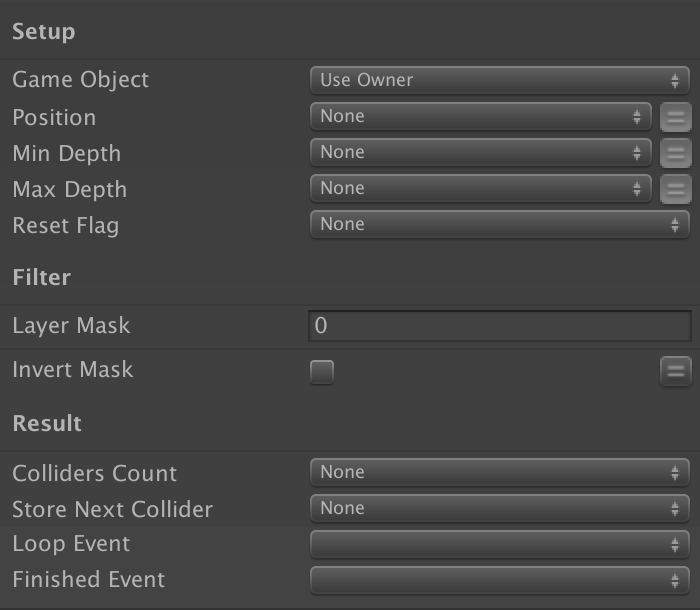 Setup
Game Object Use Owner
Position None
Min Depth None
Max Depth None
Reset Flag None
Filter
Layer Mask 0
Invert Mask
Result
Colliders Count None
Store Next Collider None
Loop Event
Finished Event